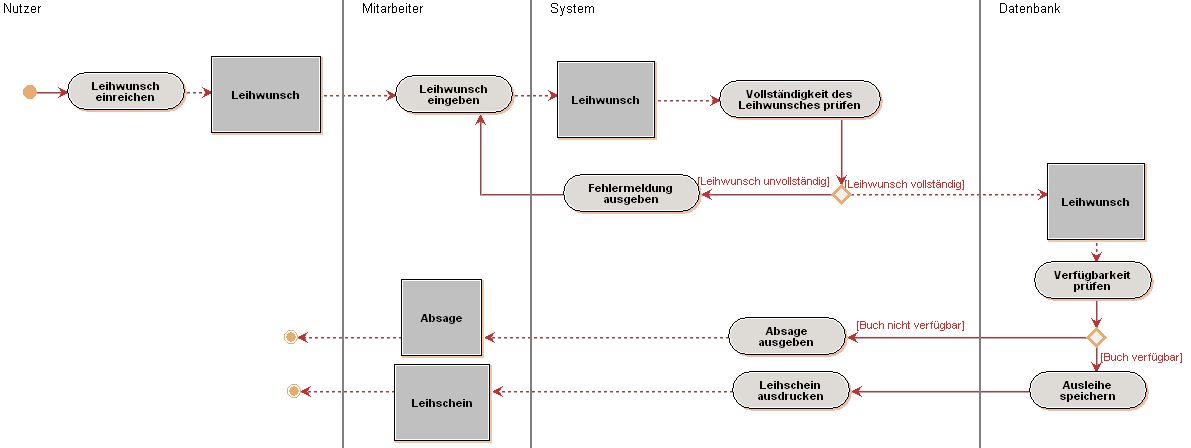 Nutzer
Mitarbeiter
System
Datenbank
Leihwunsch
einreichen
Leihwunsch
Leihwunsch
eingeben
Leihwunsch
Vollständigkeit des
Leihwunsches prüfen
Fehlermeldung
ausgeben
[Leihwunsch unvollständig]
[Leihwunsch vollständig]
Leihwunsch
Verfügbarkeit
prüfen
Absage
Absage
ausgeben
[Buch nicht verfügbar]
[Buch verfügbar]
Leihschein
Leihschein
ausdrucken
Ausleihe
speichern